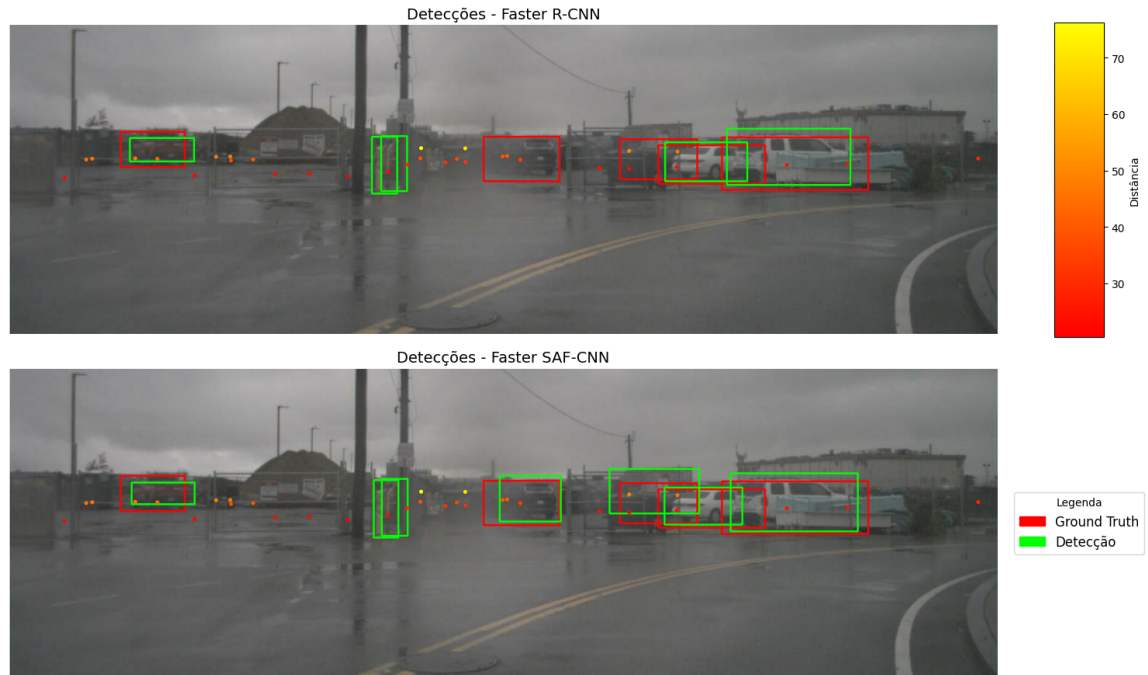 Detecções - Faster R-CNN
70
60
50
40
30
Distância
Detecções - Faster SAF-CNN
Legenda
Ground Truth
Detecção